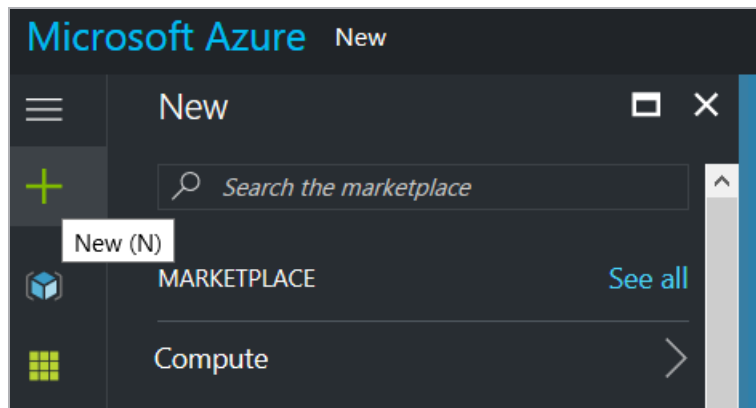 Microsoft Azure New
New
Search the marketplace
New (N)
MARKETPLACE See all
Compute